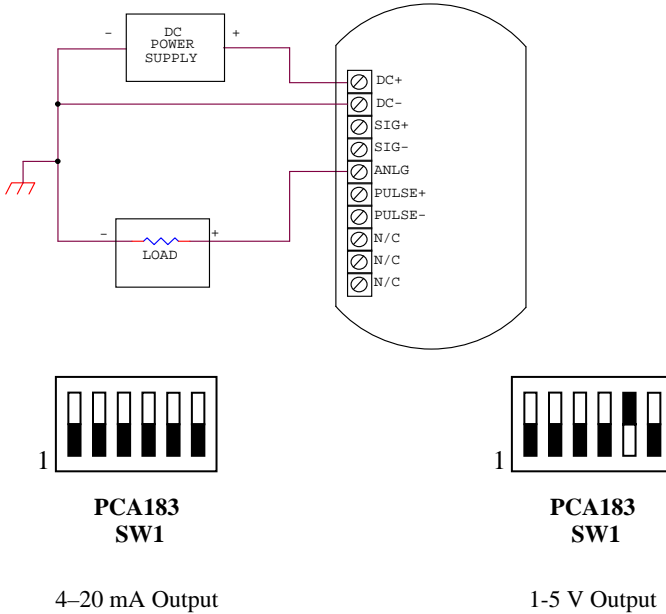 DC
POWER
SUPPLY
- +
DC+
DC-
SIG+
SIG-
ANLG
PULSE+
PULSE-
N/C
N/C
N/C
- +
LOAD
1
PCA183
SW1
4–20 mA Output
1
PCA183
SW1
1-5 V Output